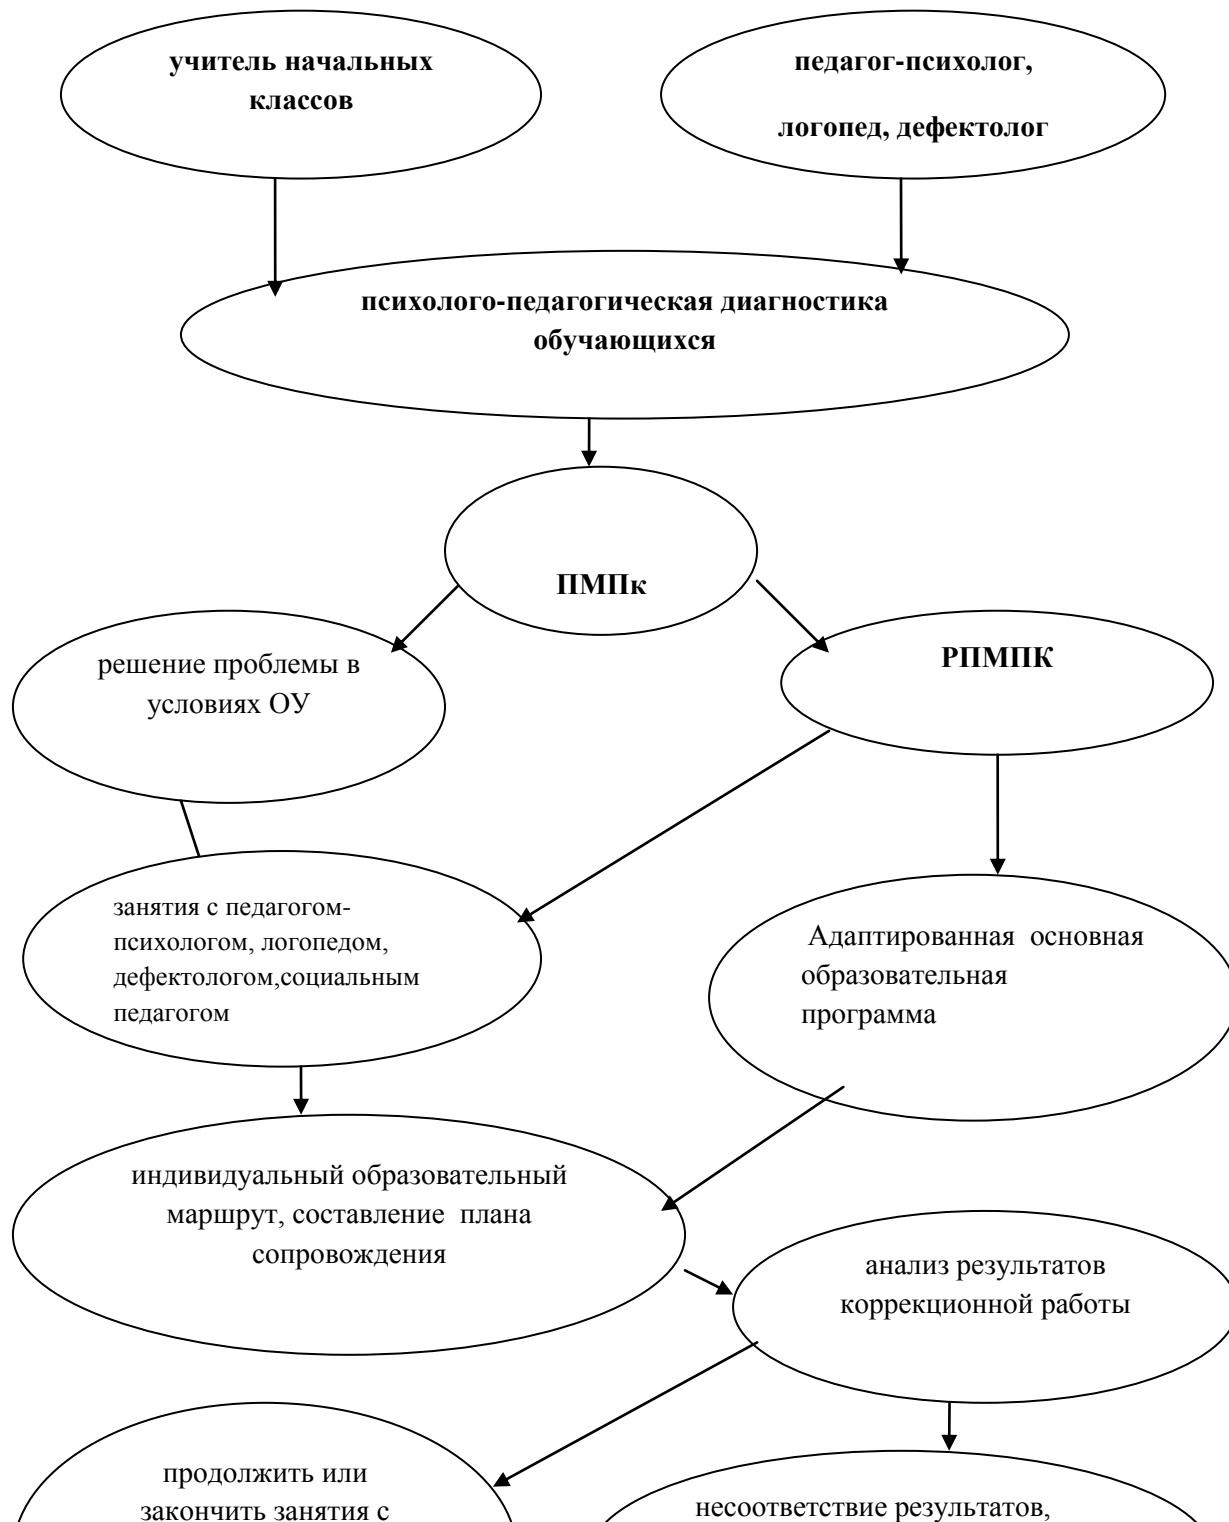 учитель начальных
классов
педагог-психолог,
логопед, дефектолог
психолого-педагогическая диагностика
обучающихся
ПМПк
решение проблемы в
условиях ОУ
РПМПК
занятия с педагогом-
психологом, логопедом,
дефектологом,социальным
педагогом
Адаптированная основная
образовательная
программа
индивидуальный образовательный
маршрут, составление плана
сопровождения
анализ результатов
коррекционной работы
продолжить или
закончить занятия с
несоответствие результатов,